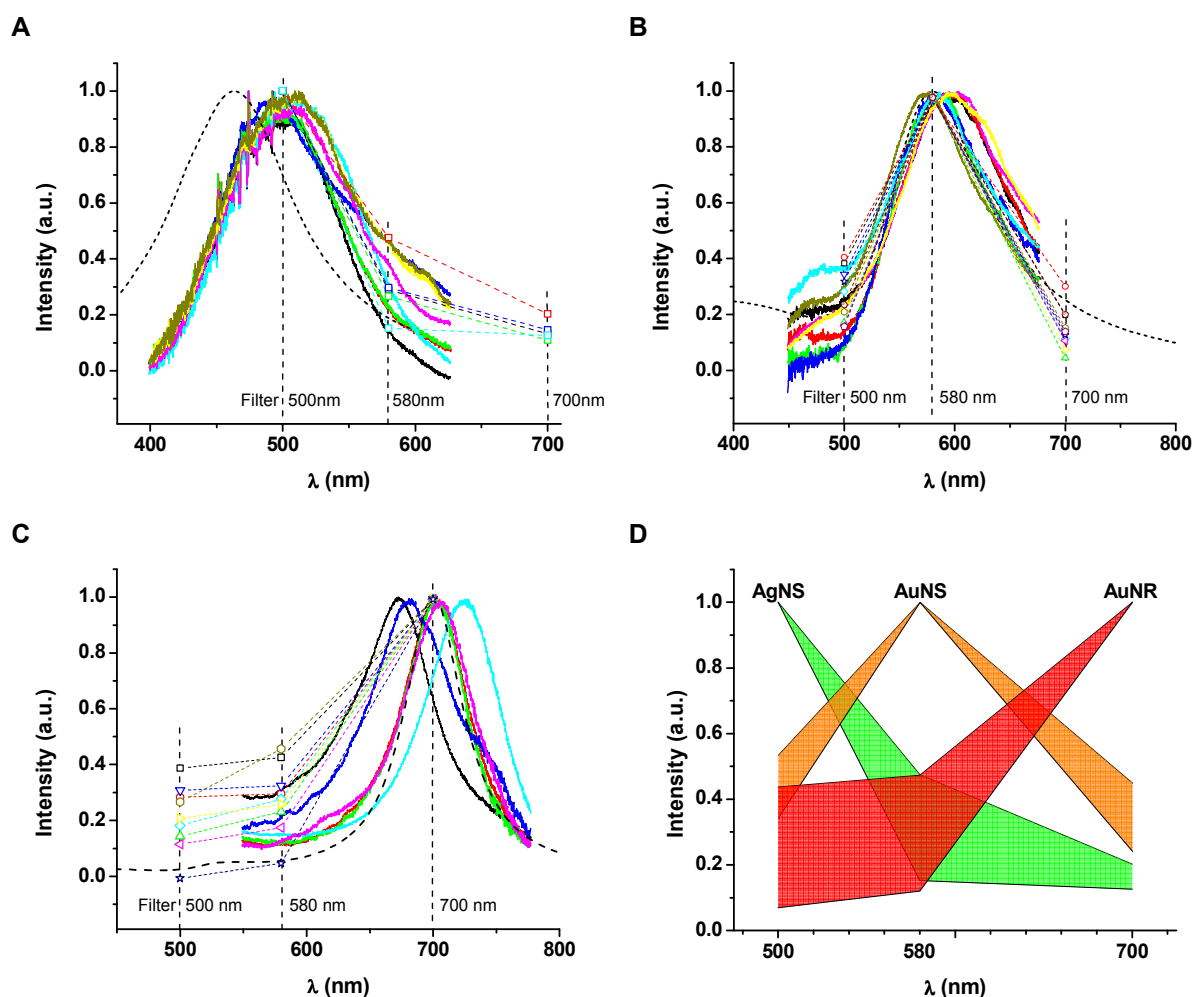 A
Intensity (a.u.)
1.0
0.8
0.6
0.4
0.2
0.0
Filter 500nm 580nm 700nm
400 500 600 700
λ (nm)
B
Intensity (a.u.)
1.0
0.8
0.6
0.4
0.2
0.0
Filter 500 nm 580 nm 700 nm
400 500 600 700 800
λ (nm)
C
Intensity (a.u.)
1.0
0.8
0.6
0.4
0.2
0.0
Filter 500 nm 580 nm 700 nm
500 600 700 800
λ (nm)
D
AgNS AuNS AuNR
Intensity (a.u.)
1.0
0.8
0.6
0.4
0.2
0.0
500 580 700
λ (nm)